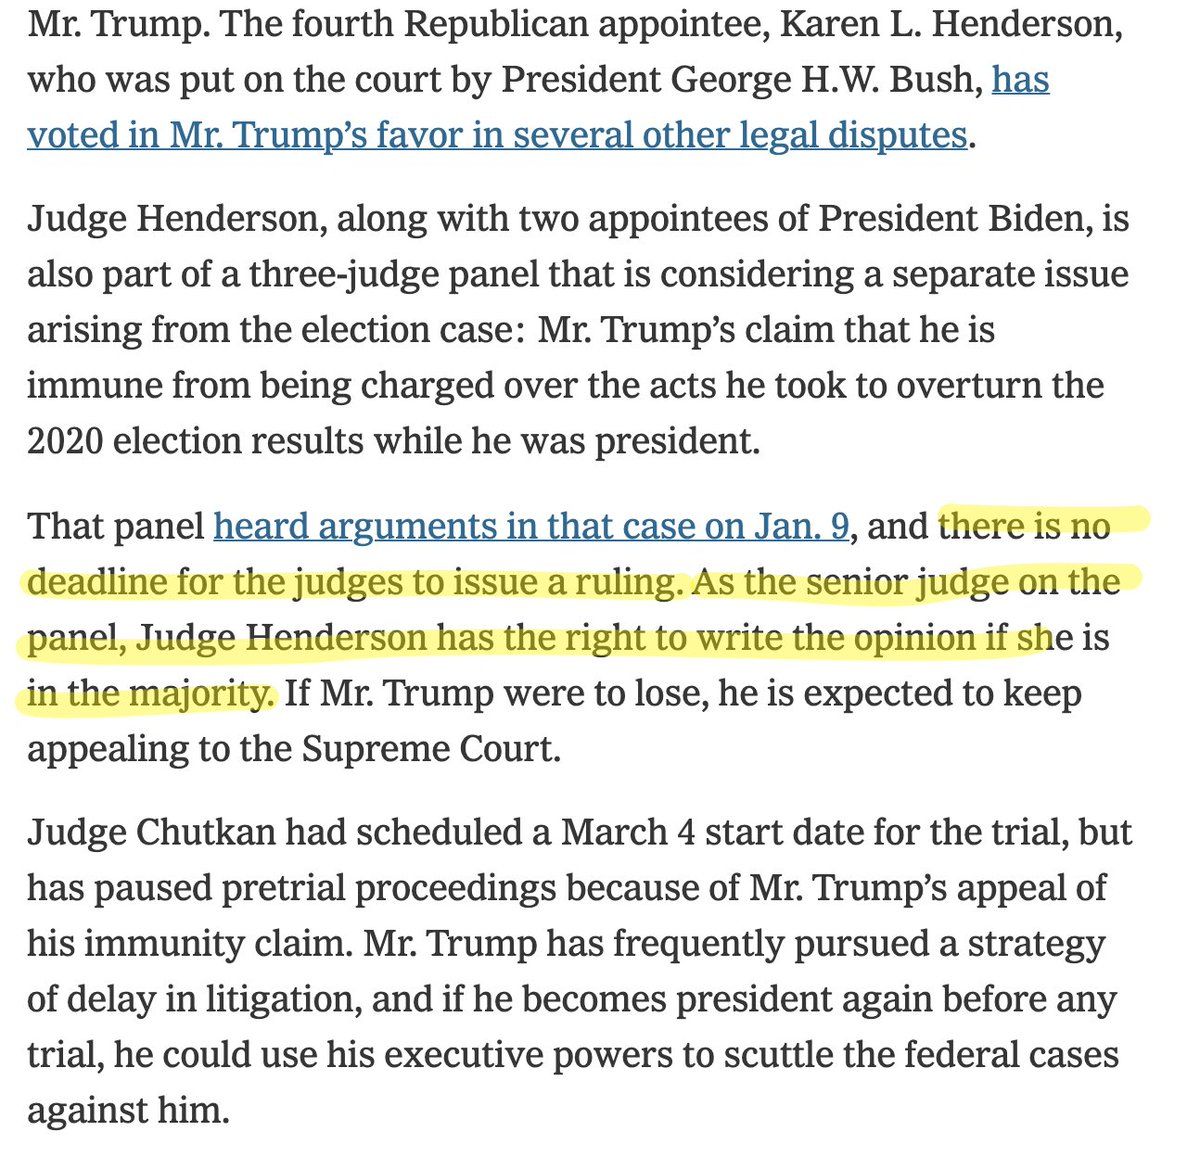 Mr. Trump. The fourth Republican appointee, Karen L. Henderson,
who was put on the court by President George H.W. Bush, has
voted in Mr. Trump’s favor in several other legal disputes.
Judge Henderson, along with two appointees of President Biden, is
also part of a three-judge panel that is considering a separate issue
arising from the election case: Mr. Trump’s claim that he is
immune from being charged over the acts he took to overturn the
2020 election results while he was president.
That panel heard arguments in that case on Jan. 9, and there is no
deadline for the judges to issue a ruling. As the senior judge on the
panel, Judge Henderson has the right to write the opinion if she is
in the majority. If Mr. Trump were to lose, he is expected to keep
appealing to the Supreme Court.
Judge Chutkan had scheduled a March 4 start date for the trial, but
has paused pretrial proceedings because of Mr. Trump’s appeal of
his immunity claim. Mr. Trump has frequently pursued a strategy
of delay in litigation, and if he becomes president again before any
trial, he could use his executive powers to scuttle the federal cases
against him.